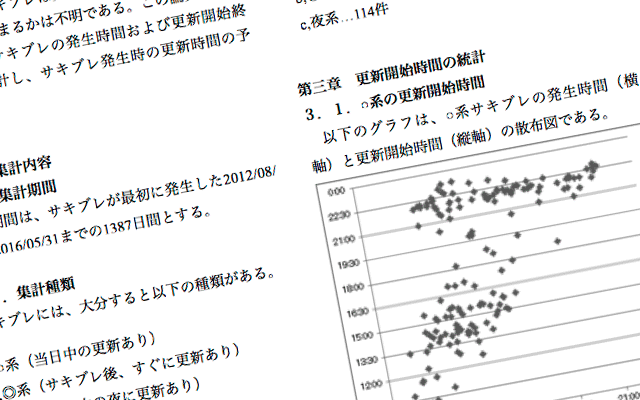 まるかは不明である。この論
キブレの発生時間および更新開始終
計し、サキブレ発生時の更新時間の予
集計内容
集計期間
期間は、サキブレが最初に発生した2012/08/
2016/05/31までの1387日間とする。
．集計種類
キブレには、大分すると以下の種類がある。
系（当日中の更新あり）
◎系（サキブレ後、すぐに更新あり）
の夜に更新あり）
c,夜系…114件
第三章　更新開始時間の統計
３．１．○系の更新開始時間
以下のグラフは、○系サキブレの発生時間（横
軸）と更新開始時間（縦軸）の散布図である。
0:00
22:30
21:00
19:30
18:00
16:30
15:00
13:30
12:00
21:00